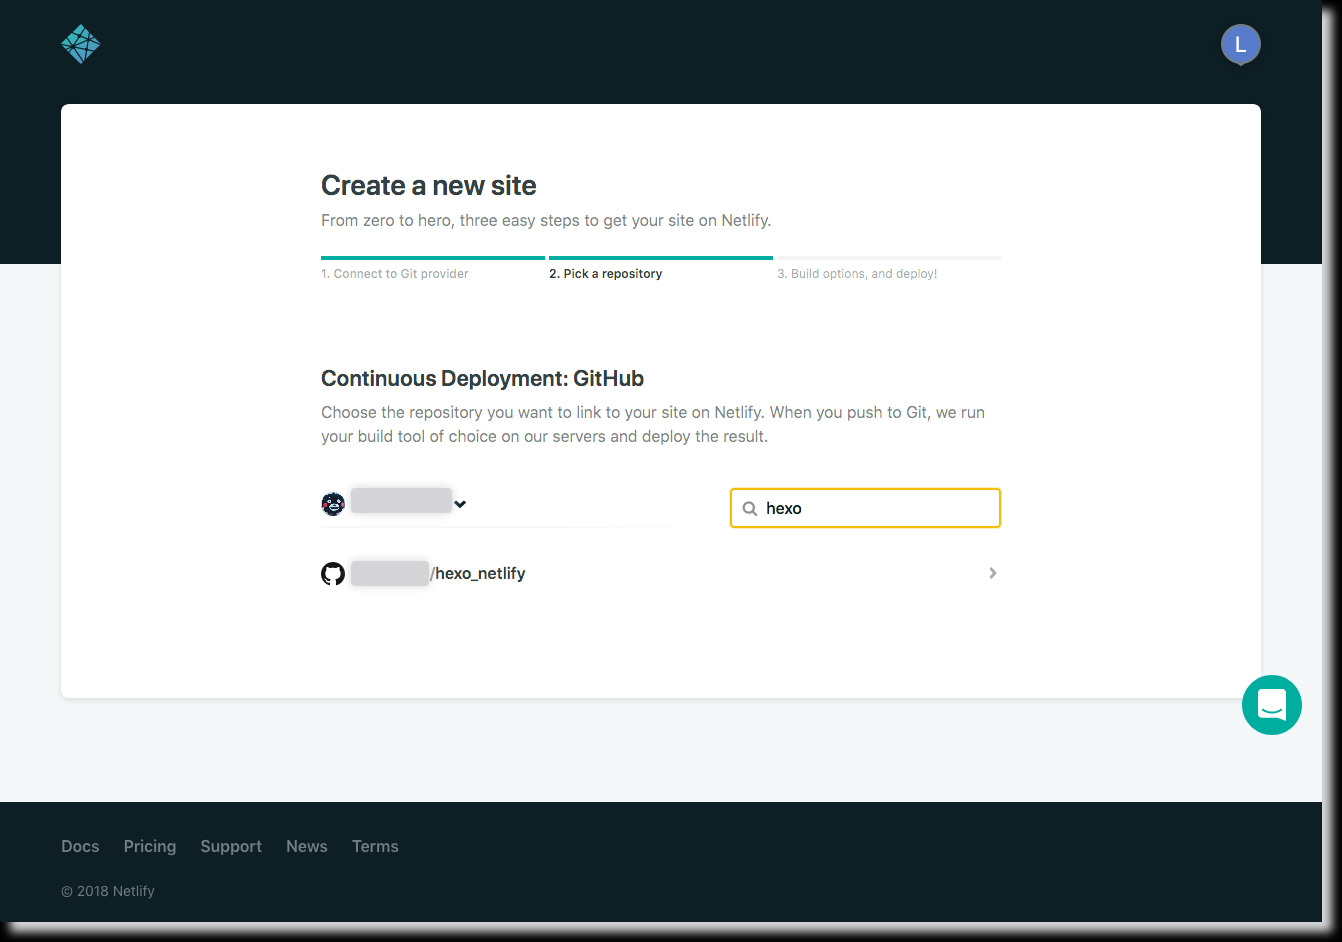 L
Create a new site
From zero to hero, three easy steps to get your site on Netlify.
1. Connect to Git provider
2. Pick a repository
3. Build options, and deploy!
Continuous Deployment: GitHub
Choose the repository you want to link to your site on Netlify. When you push to Git, we run
your build tool of choice on our servers and deploy the result.
hexo
/hexo_netlify
Docs Pricing Support News Terms
© 2018 Netlify